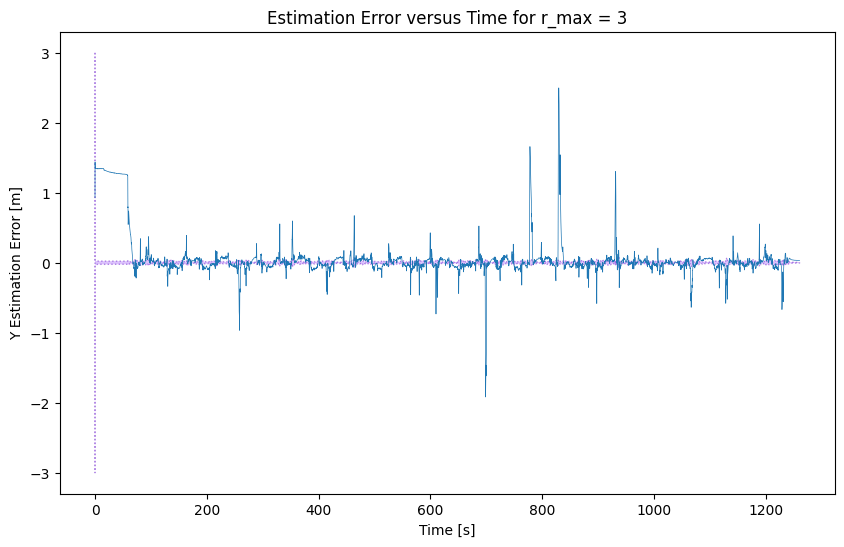 Estimation Error versus Time for r_max = 3
Y Estimation Error [m]
3
2
1
0
−1
−2
−3
0 200 400 600 800 1000 1200
Time [s]